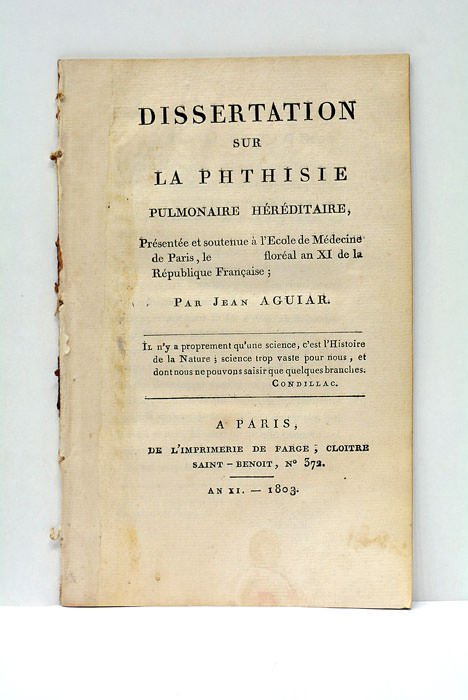 DISSERTATION
SUR
LA PHTHISIE
PULMONAIRE HÉRÉDITAIRE,
Présentée et soutenue à l'Ecole de Médecine
de Paris, le floréal an XI de la
République Française ;
PAR JEAN AGUIAR.
IL n'y a proprement qu'une science, c'est l'Histoire
de la Nature ; science trop vaste pour nous, et
dont nous ne pouvons saisir que quelques branches.
CONDILLAC.
A PARIS,
DE L'IMPRIMERIE DE FARGE, CLOITRE
SAINT-BENOIT, N° 372.
AN XI. — 1803.